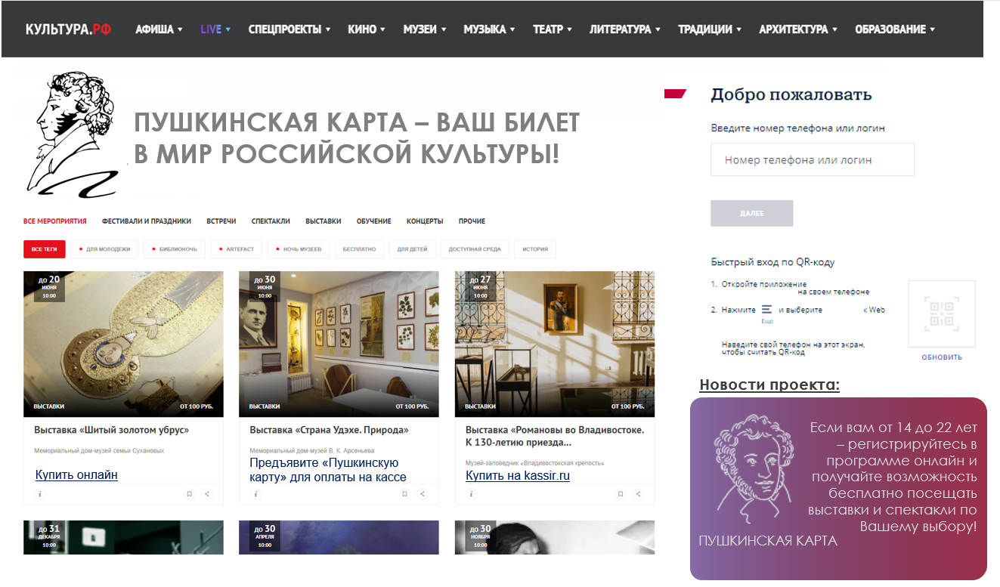 КУЛЬТУРА.РФ
АФИША
LIVE
СПЕЦПРОЕКТЫ
КИНО
МУЗЕИ
МУЗЫКА
ТЕАТР
ЛИТЕРАТУРА
ТРАДИЦИИ
АРХИТЕКТУРА
ОБРАЗОВАНИЕ
ПУШКИНСКАЯ КАРТА – ВАШ БИЛЕТ
В МИР РОССИЙСКОЙ КУЛЬТУРЫ!
ВСЕ МЕРОПРИЯТИЯ
ФЕСТИВАЛИ И ПРАЗДНИКИ
ВСТРЕЧИ
СПЕКТАКЛИ
ВЫСТАВКИ
ОБУЧЕНИЕ
КОНЦЕРТЫ
ПРОЧИЕ
ВСЕ ТЕГИ
ДЛЯ МОЛОДЕЖИ
БИБЛИОНОЧЬ
ARTEFACT
НОЧЬ МУЗЕЕВ
БЕСПЛАТНО
ДЛЯ ДЕТЕЙ
ДОСТУПНАЯ СРЕДА
ИСТОРИЯ
до 20
ИЮНЯ
10:00
ВЫСТАВКИ
ОТ 100 РУБ.
Выставка «Шитый золотом убрус»
Мемориальный дом-музей семьи Сухановых
Купить онлайн
до 30
ИЮНЯ
10:00
ВЫСТАВКИ
ОТ 100 РУБ.
Выставка «Страна Удэхе. Природа»
Мемориальный дом-музей В. К. Арсеньева
Предъявите «Пушкинскую
карту» для оплаты на кассе
до 27
ИЮНЯ
10:00
ВЫСТАВКИ
ОТ 100 РУБ.
Выставка «Романовы во Владивостоке.
К 130-летию приезда...
Музей-заповедник «Владивостокская крепость»
Купить на kassir.ru
до 31
ДЕКАБРЯ
10:00
до 30
АПРЕЛЯ
10:00
до 30
НОЯБРЯ
10:00
Добро пожаловать
Введите номер телефона или логин
Номер телефона или логин
ДАЛЕЕ
Быстрый вход по QR-коду
1. Откройте приложение
на своем телефоне
2. Нажмите и выберите к Web
Еще
Наведите свой телефон на этот экран,
чтобы считать QR-код
ОБНОВИТЬ
Новости проекта:
Если вам от 14 до 22 лет
– регистрируйтесь в
программе онлайн и
получайте возможность
бесплатно посещать
выставки и спектакли по
Вашему выбору!
ПУШКИНСКАЯ КАРТА